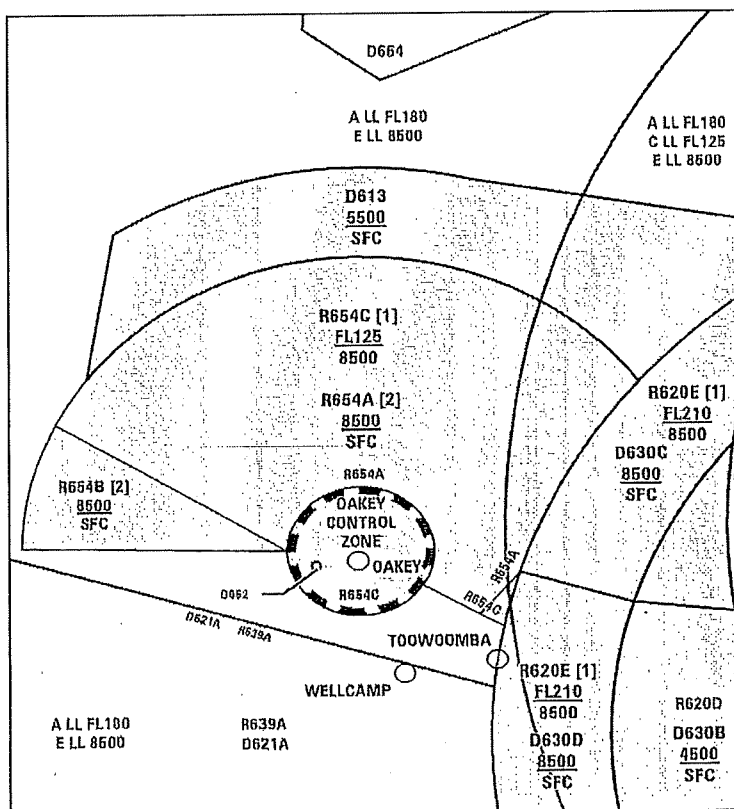 D664
A LL FL180
E LL 8500
A LL FL180
C LL FL125
E LL 8500
D613
5500
SFC
R654C [1]
FL125
8500
R654A [2]
8500
SFC
R620E [1]
FL210
8500
D630C
8500
SFC
R654B [2]
8500
SFC
R654A
OAKEY
CONTROL
ZONE
OAKEY
R654C
D652
R654A
R654C
D621A R639A
TOOWOOMBA
WELLCAMP
R620E [1]
FL210
8500
D630D
8500
SFC
R620D
D630B
4500
SFC
A LL FL180
E LL 8500
R639A
D621A